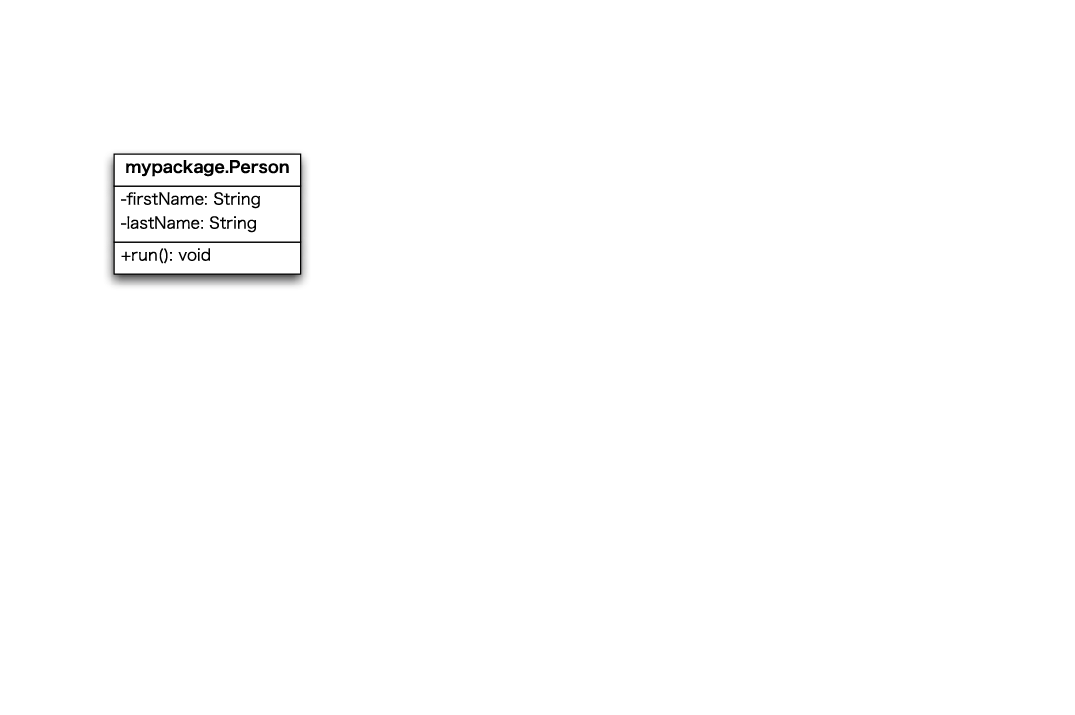 mypackage.Person
-firstName: String
-lastName: String
+run(): void